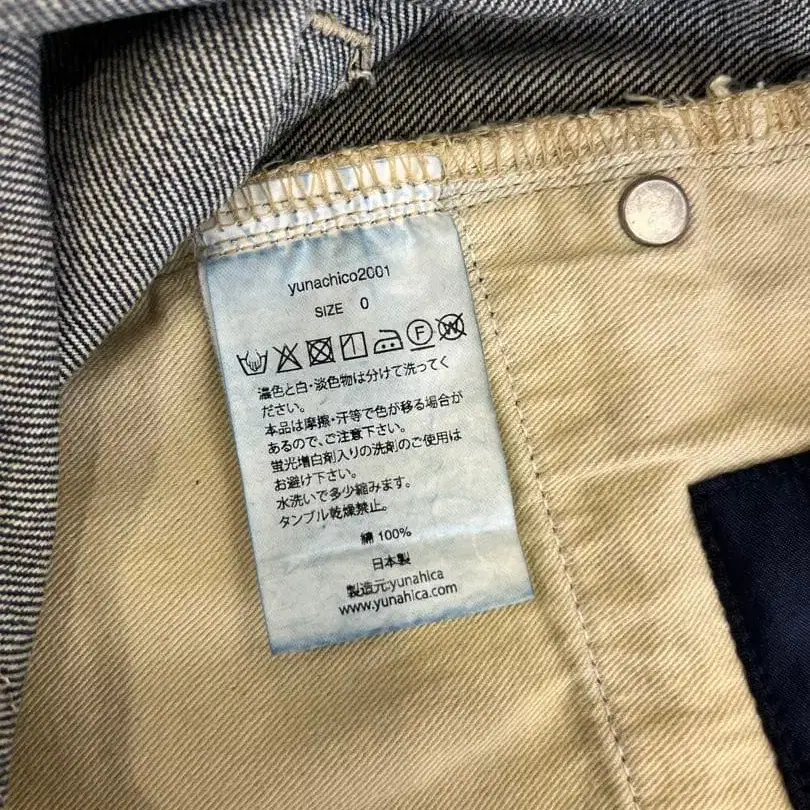 yunachico2001
SIZE 0
F W
濃色と白・淡色物は分けて洗ってく
ださい。
本品は摩擦・汗等で色が移る場合が
あるので、ご注意下さい。
蛍光増白剤入りの洗剤のご使用は
お避け下さい。
水洗いで多少縮みます。
タンブル乾燥禁止。
綿 100%
日本製
製造元:yunahica
www.yunahica.com